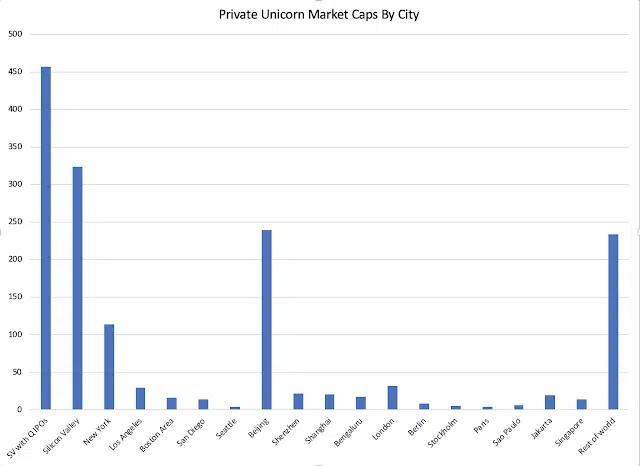 Private Unicorn Market Caps By City
500
450
400
350
300
250
200
150
100
50
0
SV with Q IPOs
Silicon Valley
New York
Los Angeles
Boston Area
San Diego
Seattle
Beijing
Shenzhen
Shanghai
Bengaluru
London
Berlin
Stockholm
Paris
Sao Paulo
Jakarta
Singapore
Rest of world